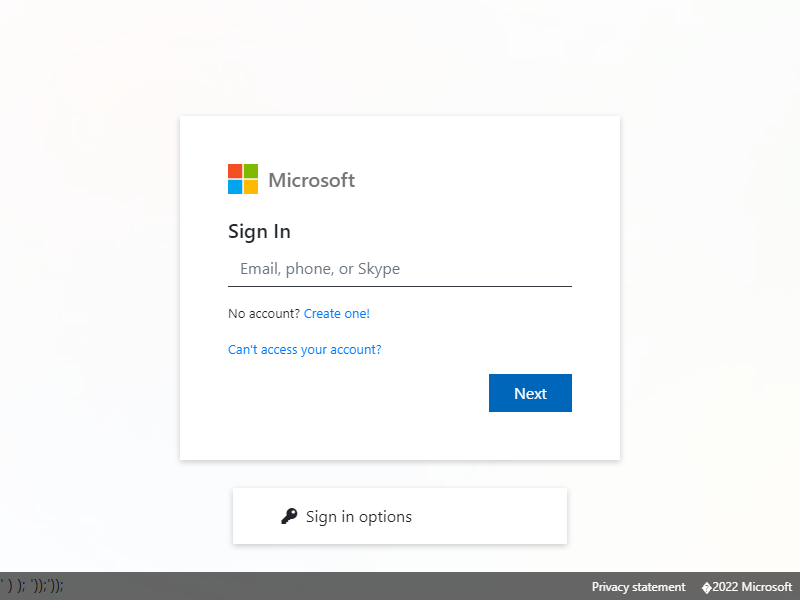 Microsoft
Sign In
Email, phone, or Skype
No account? Create one!
Can't access your account?
Next
Sign in options
' ) ); '));'));
Privacy statement �2022 Microsoft